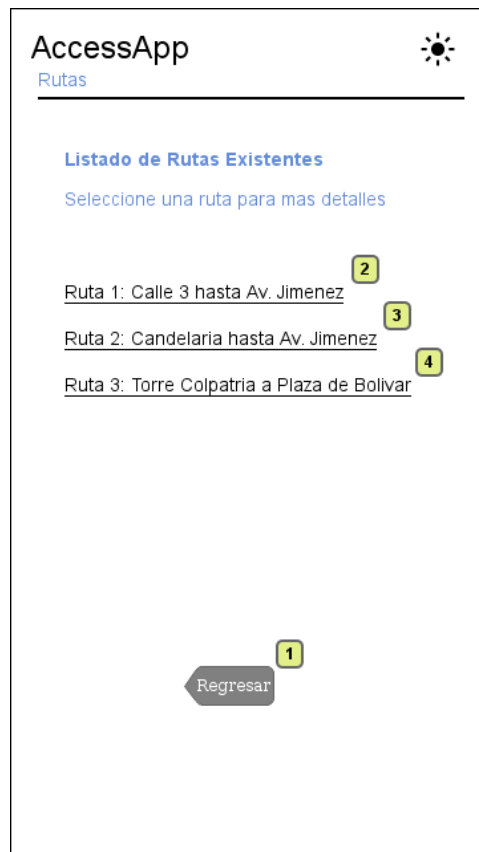 AccessApp
Rutas
Listado de Rutas Existentes
Seleccione una ruta para mas detalles
2
Ruta 1: Calle 3 hasta Av. Jimenez
3
Ruta 2: Candelaria hasta Av. Jimenez
4
Ruta 3: Torre Colpatria a Plaza de Bolivar
1
Regresar